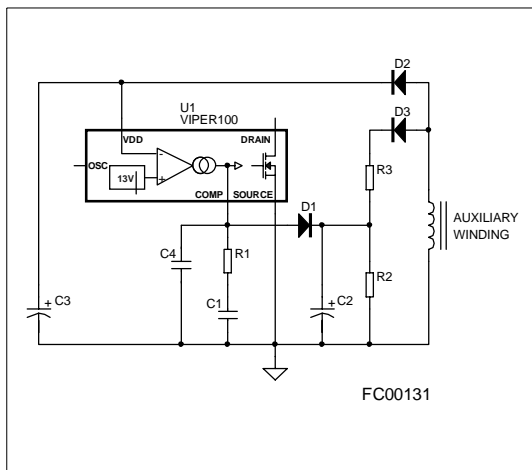 D2
U1
VIPER100
D3
VDD
DRAIN
-
OSC
13V
+
COMP SOURCE
R3
D1
AUXILIARY
WINDING
C4
R1
R2
+
C3
C1
+
C2
FC00131